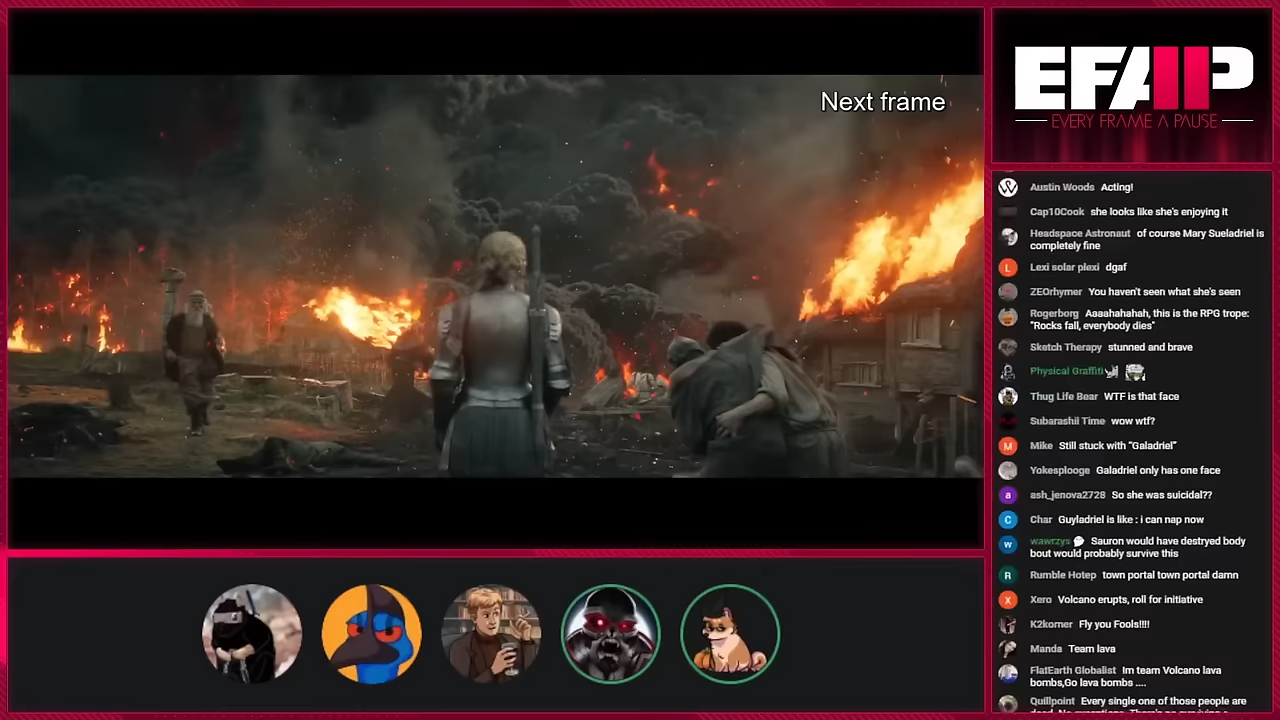 Next frame
EFAP
EVERY FRAME A PAUSE
Austin Woods Acting!
Cap10Cook she looks like she's enjoying it
Headspace Astronaut of course Mary Sueladriel is
completely fine
Lexi solar plexi dgaf
ZEOrhymer You haven't seen what she's seen
Rogerborg Aaaahahahah, this is the RPG trope:
"Rocks fall, everybody dies"
Sketch Therapy stunned and brave
Physical Graffiti
Thug Life Bear WTF is that face
Subarashii Time wow wtf?
Mike Still stuck with "Galadriel"
Yokesplooge Galadriel only has one face
ash_jenova2728 So she was suicidal??
Char Guyladriel is like : i can nap now
wawrzys Sauron would have destryed body
bout would probably survive this
Rumble Hotep town portal town portal damn
Xero Volcano erupts, roll for initiative
K2korner Fly you Fools!!!!
Manda Team lava
FlatEarth Globalist Im team Volcano lava
bombs,Go lava bombs ....
Quillpoint Every single one of those people are